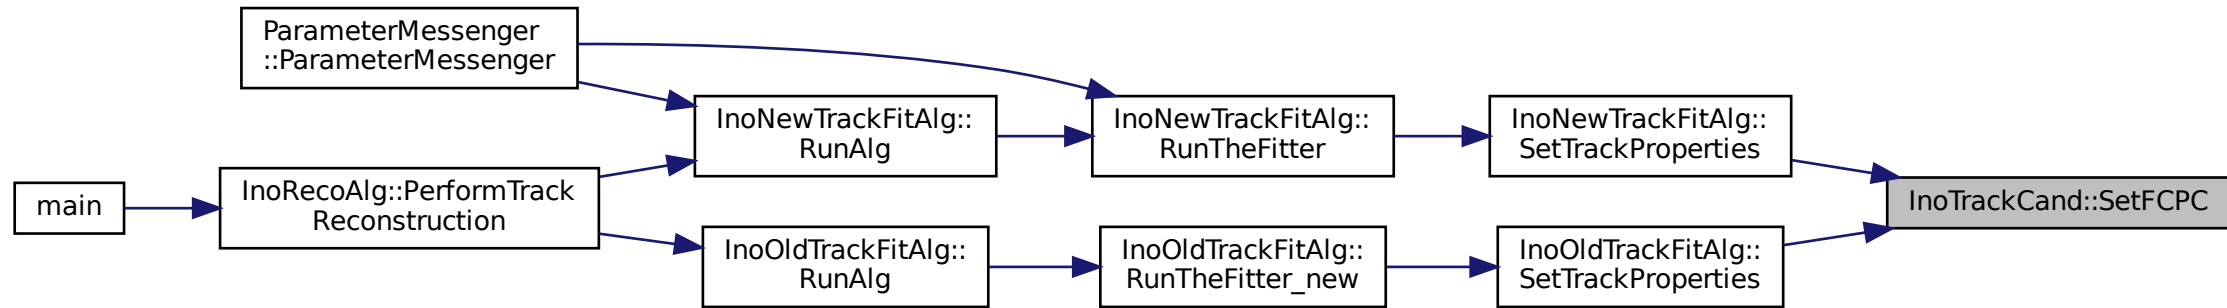 ParameterMessenger
::ParameterMessenger
InoNewTrackFitAlg::
RunAlg
InoNewTrackFitAlg::
RunTheFitter
InoNewTrackFitAlg::
SetTrackProperties
main
InoRecoAlg::PerformTrack
Reconstruction
InoTrackCand::SetFCPC
InoOldTrackFitAlg::
RunAlg
InoOldTrackFitAlg::
RunTheFitter_new
InoOldTrackFitAlg::
SetTrackProperties